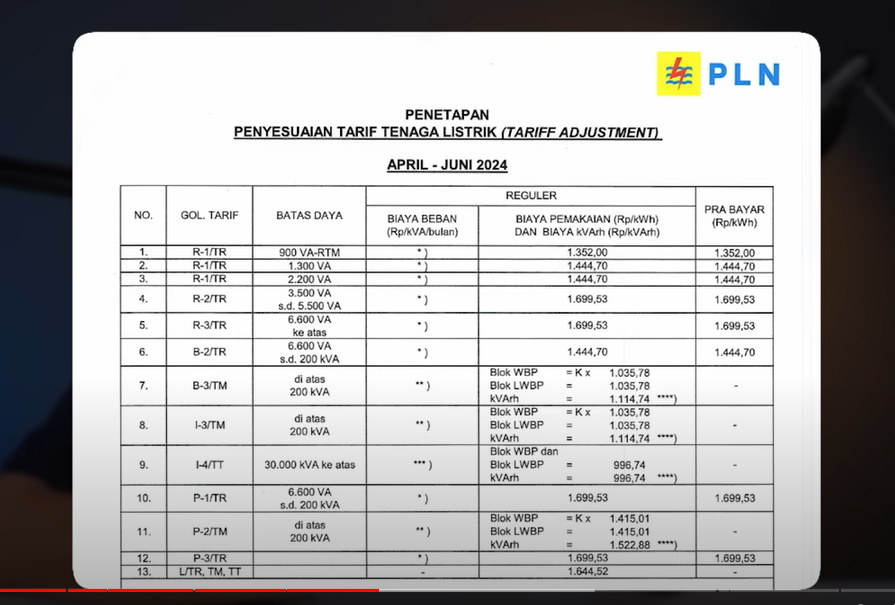 PLN
PENETAPAN
PENYESUAIAN TARIF TENAGA LISTRIK (TARIFF ADJUSTMENT)
APRIL - JUNI 2024
NO. GOL. TARIF BATAS DAYA REGULER PRA BAYAR (Rp/kWh)
BIAYA BEBAN (Rp/kVA/bulan) BIAYA PEMAKAIAN (Rp/kWh) DAN BIAYA kVArh (Rp/kVArh)
1. R-1/TR 900 VA-RTM *) 1.352,00 1.352,00
2. R-1/TR 1.300 VA *) 1.444,70 1.444,70
3. R-1/TR 2.200 VA *) 1.444,70 1.444,70
4. R-2/TR 3.500 VA s.d. 5.500 VA *) 1.699,53 1.699,53
5. R-3/TR 6.600 VA ke atas *) 1.699,53 1.699,53
6. B-2/TR 6.600 VA s.d. 200 kVA *) 1.444,70 1.444,70
7. B-3/TM di atas 200 kVA **) Blok WBP = K x 1.035,78
Blok LWBP = 1.035,78
kVArh = 1.114,74 ****) -
8. I-3/TM di atas 200 kVA **) Blok WBP = K x 1.035,78
Blok LWBP = 1.035,78
kVArh = 1.114,74 ****) -
9. I-4/TT 30.000 kVA ke atas ***) Blok WBP dan
Blok LWBP = 996,74
kVArh = 996,74 ****) -
10. P-1/TR 6.600 VA s.d. 200 kVA *) 1.699,53 1.699,53
11. P-2/TM di atas 200 kVA **) Blok WBP = K x 1.415,01
Blok LWBP = 1.415,01
kVArh = 1.522,88 ****) -
12. P-3/TR *) 1.699,53 1.699,53
13. L/TR, TM, TT - 1.644,52 -